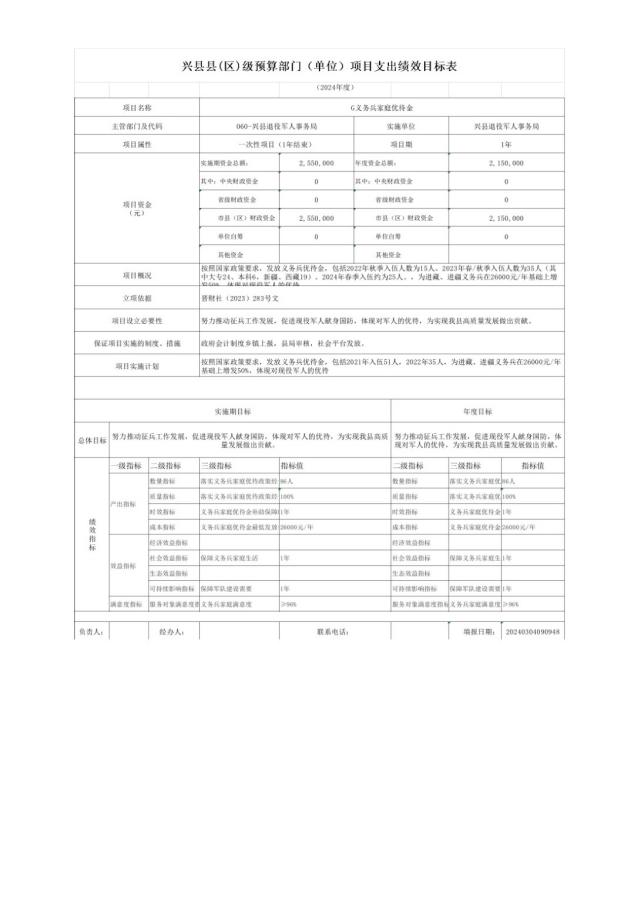 兴县县(区)级预算部门（单位）项目支出绩效目标表
（2024年度）
项目名称 G义务兵家庭优待金
主管部门及代码 060-兴县退役军人事务局 实施单位 兴县退役军人事务局
项目属性 一次性项目（1年结束） 项目期 1年
项目资金（元） 实施期资金总额： 2,550,000 年度资金总额： 2,150,000
其中：中央财政资金 0 其中：中央财政资金 0
省级财政资金 0 省级财政资金 0
市县（区）财政资金 2,550,000 市县（区）财政资金 2,150,000
单位自筹 0 单位自筹 0
其他资金 其他资金
项目概况 按照国家政策要求，发放义务兵优待金，包括2022年秋季入伍人数为15人，2023年春/秋季入伍人数为35人（其
中大专24、本科6，新疆、西藏19）。2024年春季入伍约为25人。，为进藏、进疆义务兵在26000元/年基础上增
发50%，体现对现役军人的优待
立项依据 晋财社（2023）283号文
项目设立必要性 努力推动征兵工作发展，促进现役军人献身国防，体现对军人的优待，为实现我县高质量发展做出贡献。
保证项目实施的制度、措施 政府会计制度乡镇上报，县局审核，社会平台发放。
项目实施计划 按照国家政策要求，发放义务兵优待金，包括2021年入伍51人，2022年35人，为进藏、进疆义务兵在26000元/年
基础上增发50%，体现对现役军人的优待
实施期目标 年度目标
总体目标 努力推动征兵工作发展，促进现役军人献身国防，体现对军人的优待，为实现我县高质 努力推动征兵工作发展，促进现役军人献身国防，体
量发展做出贡献。 现对军人的优待，为实现我县高质量发展做出贡献。
绩效指标 一级指标 二级指标 三级指标 指标值 二级指标 三级指标 指标值
产出指标 数量指标 落实义务兵家庭优待政策经 86人 数量指标 落实义务兵家庭优 86人
质量指标 落实义务兵家庭优待政策经 100% 质量指标 落实义务兵家庭优 100%
时效指标 义务兵家庭优待金补助保障 1年 时效指标 义务兵家庭优待金 1年
成本指标 义务兵家庭优待金最低发放 26000元/年 成本指标 义务兵家庭优待金 26000元/年
效益指标 经济效益指标 经济效益指标
社会效益指标 保障义务兵家庭生活 1年 社会效益指标 保障义务兵家庭生 1年
生态效益指标 生态效益指标
可持续影响指标 保障军队建设需要 1年 可持续影响指标 保障军队建设需要 1年
满意度指标 服务对象满意度指 义务兵家庭满意度 ≥96% 服务对象满意度指标 义务兵家庭满意度 ≥96%
负责人： 经办人： 联系电话： 填报日期： 20240304090948